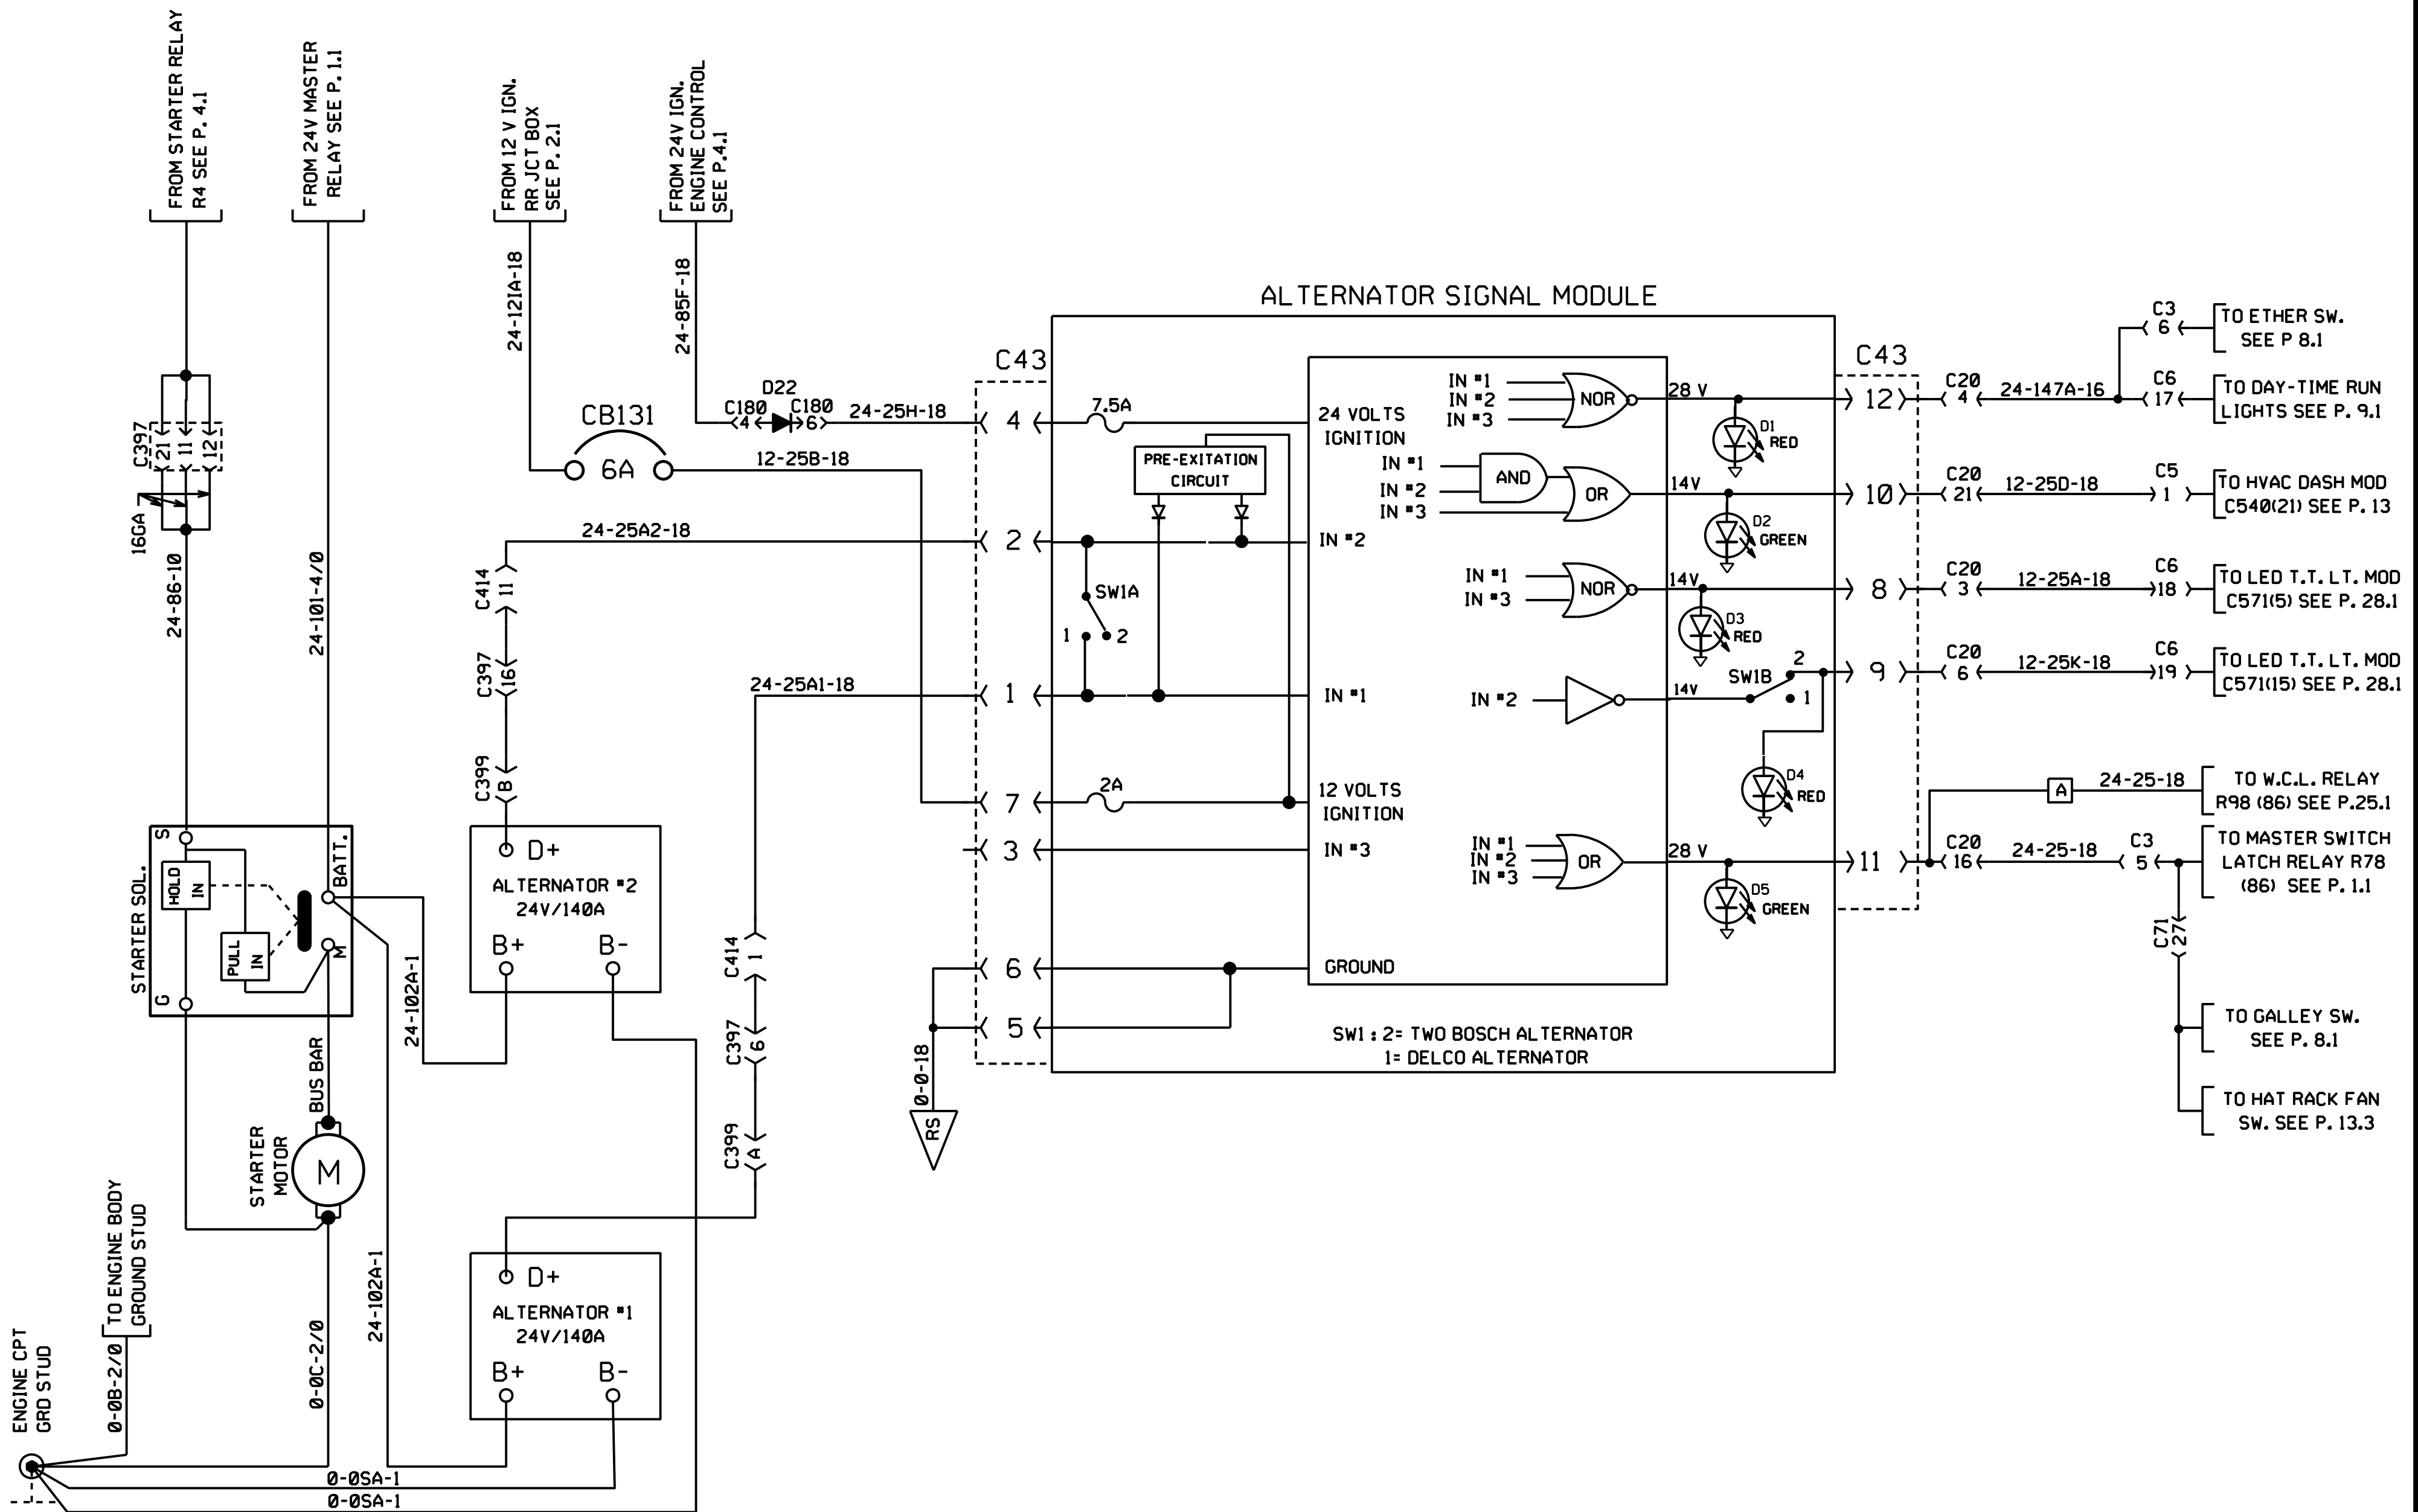 FROM STARTER RELAY
R4 SEE P. 4.1
FROM 24V MASTER
RELAY SEE P. 1.1
FROM 12 V IGN.
RR JCT BOX
SEE P. 2.1
FROM 24V IGN.
ENGINE CONTROL
SEE P.4.1
24-121A-18
24-85F-18
C397
21
11
12
16GA
24-86-10
24-101-4/0
CB131
6A
D22
C180
4
C180
6
24-25H-18
12-25B-18
24-25A2-18
C414
11
C397
16
C399
B
24-25A1-18
C414
1
C397
6
C399
A
STARTER SOL.
S
HOLD
IN
PULL
IN
G
BATT.
M
24-102A-1
BUS BAR
STARTER
MOTOR
M
D+
ALTERNATOR #2
24V/140A
B+
B-
D+
ALTERNATOR #1
24V/140A
B+
B-
24-102A-1
0-0C-2/0
TO ENGINE BODY
GROUND STUD
0-0B-2/0
ENGINE CPT
GRD STUD
0-0SA-1
0-0SA-1
ALTERNATOR SIGNAL MODULE
C43
4
2
1
7
3
6
5
0-0-18
RS
7.5A
PRE-EXITATION
CIRCUIT
SW1A
1
2
2A
24 VOLTS
IGNITION
IN #2
IN #1
12 VOLTS
IGNITION
IN #3
GROUND
IN #1
IN #2
IN #3
NOR
28 V
D1
RED
IN #1
IN #2
IN #3
AND
OR
14V
D2
GREEN
IN #1
IN #3
NOR
14V
D3
RED
IN #2
14V
SW1B
2
1
D4
RED
IN #1
IN #2
IN #3
OR
28 V
D5
GREEN
SW1 : 2= TWO BOSCH ALTERNATOR
1= DELCO ALTERNATOR
C43
12
10
8
9
11
C20
4
24-147A-16
C3
6
TO ETHER SW.
SEE P 8.1
C6
17
TO DAY-TIME RUN
LIGHTS SEE P. 9.1
C20
21
12-25D-18
C5
1
TO HVAC DASH MOD
C540(21) SEE P. 13
C20
3
12-25A-18
C6
18
TO LED T.T. LT. MOD
C571(5) SEE P. 28.1
C20
6
12-25K-18
C6
19
TO LED T.T. LT. MOD
C571(15) SEE P. 28.1
A
24-25-18
TO W.C.L. RELAY
R98 (86) SEE P.25.1
C20
16
24-25-18
C3
5
TO MASTER SWITCH
LATCH RELAY R78
(86) SEE P. 1.1
C71
27
TO GALLEY SW.
SEE P. 8.1
TO HAT RACK FAN
SW. SEE P. 13.3